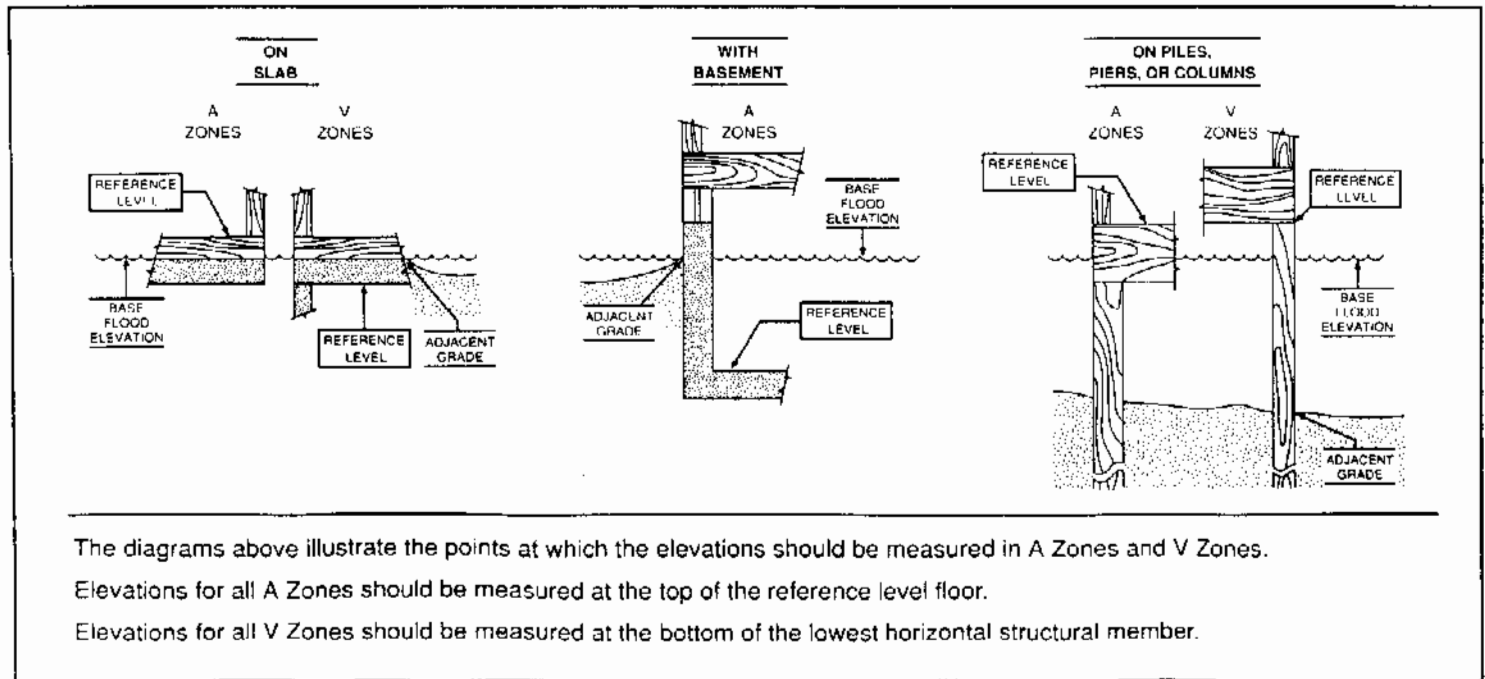 ON
SLAB
A
ZONES
V
ZONES
REFERENCE
LEVEL
BASE
FLOOD
ELEVATION
REFERENCE
LEVEL
ADJACENT
GRADE
WITH
BASEMENT
A
ZONES
BASE
FLOOD
ELEVATION
ADJACENT
GRADE
REFERENCE
LEVEL
ON PILES,
PIERS, OR COLUMNS
A
ZONES
V
ZONES
REFERENCE
LEVEL
REFERENCE
LEVEL
BASE
FLOOD
ELEVATION
ADJACENT
GRADE
The diagrams above illustrate the points at which the elevations should be measured in A Zones and V Zones.
Elevations for all A Zones should be measured at the top of the reference level floor.
Elevations for all V Zones should be measured at the bottom of the lowest horizontal structural member.